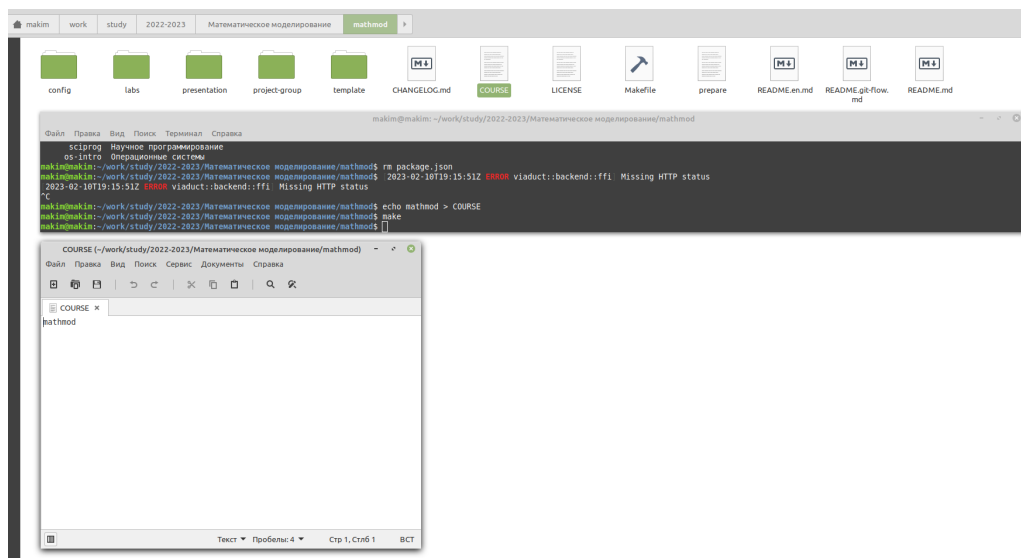 makim work study 2022-2023 Математическое моделирование mathmod
config labs presentation project-group template CHANGELOG.md COURSE LICENSE Makefile prepare README.en.md README.git-flow.md README.md
makim@makim: ~/work/study/2022-2023/Математическое моделирование/mathmod
Файл Правка Вид Поиск Терминал Справка
sciprog Научное программирование
os-intro Операционные системы
makim@makim:~/work/study/2022-2023/Математическое моделирование/mathmod$ rm package.json
makim@makim:~/work/study/2022-2023/Математическое моделирование/mathmod$ [2023-02-10T19:15:51Z ERROR viaduct::backend::ffi] Missing HTTP status
[2023-02-10T19:15:51Z ERROR viaduct::backend::ffi] Missing HTTP status
^C
makim@makim:~/work/study/2022-2023/Математическое моделирование/mathmod$ echo mathmod > COURSE
makim@makim:~/work/study/2022-2023/Математическое моделирование/mathmod$ make
makim@makim:~/work/study/2022-2023/Математическое моделирование/mathmod$
COURSE (~/work/study/2022-2023/Математическое моделирование/mathmod)
Файл Правка Вид Поиск Сервис Документы Справка
COURSE
mathmod
Текст Пробелы: 4 Стр 1, Стлб 1 ВСТ